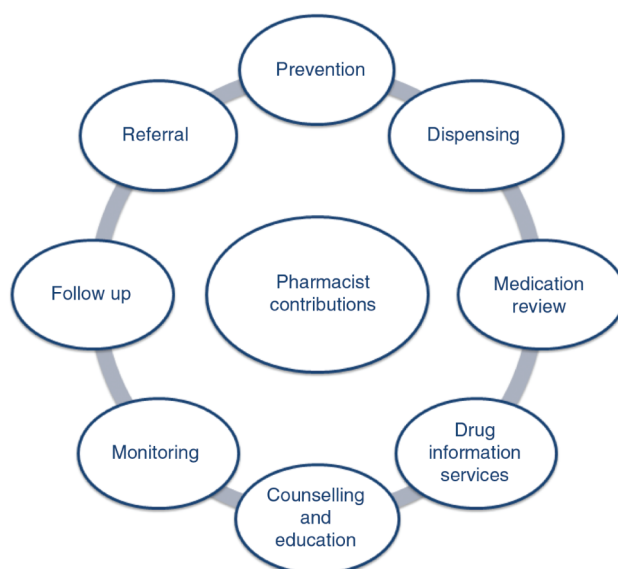 Prevention
Dispensing
Medication
review
Drug
information
services
Counselling
and
education
Monitoring
Follow up
Referral
Pharmacist
contributions